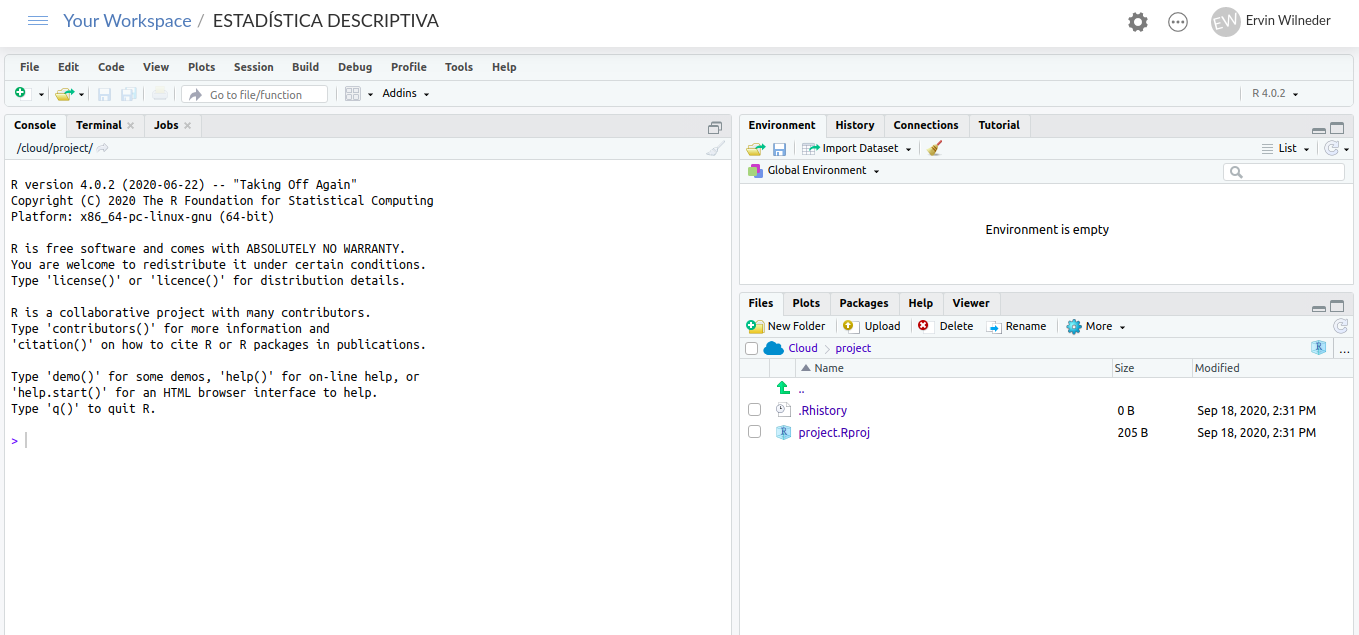 Your Workspace / ESTADÍSTICA DESCRIPTIVA
EW Ervin Wilneder
File Edit Code View Plots Session Build Debug Profile Tools Help
Go to file/function Addins R 4.0.2
Console Terminal Jobs
/cloud/project/
R version 4.0.2 (2020-06-22) -- "Taking Off Again"
Copyright (C) 2020 The R Foundation for Statistical Computing
Platform: x86_64-pc-linux-gnu (64-bit)
R is free software and comes with ABSOLUTELY NO WARRANTY.
You are welcome to redistribute it under certain conditions.
Type 'license()' or 'licence()' for distribution details.
R is a collaborative project with many contributors.
Type 'contributors()' for more information and
'citation()' on how to cite R or R packages in publications.
Type 'demo()' for some demos, 'help()' for on-line help, or
'help.start()' for an HTML browser interface to help.
Type 'q()' to quit R.
>
Environment History Connections Tutorial
Import Dataset List
Global Environment
Environment is empty
Files Plots Packages Help Viewer
New Folder Upload Delete Rename More
Cloud project R ...
Name Size Modified
..
.Rhistory 0 B Sep 18, 2020, 2:31 PM
R project.Rproj 205 B Sep 18, 2020, 2:31 PM